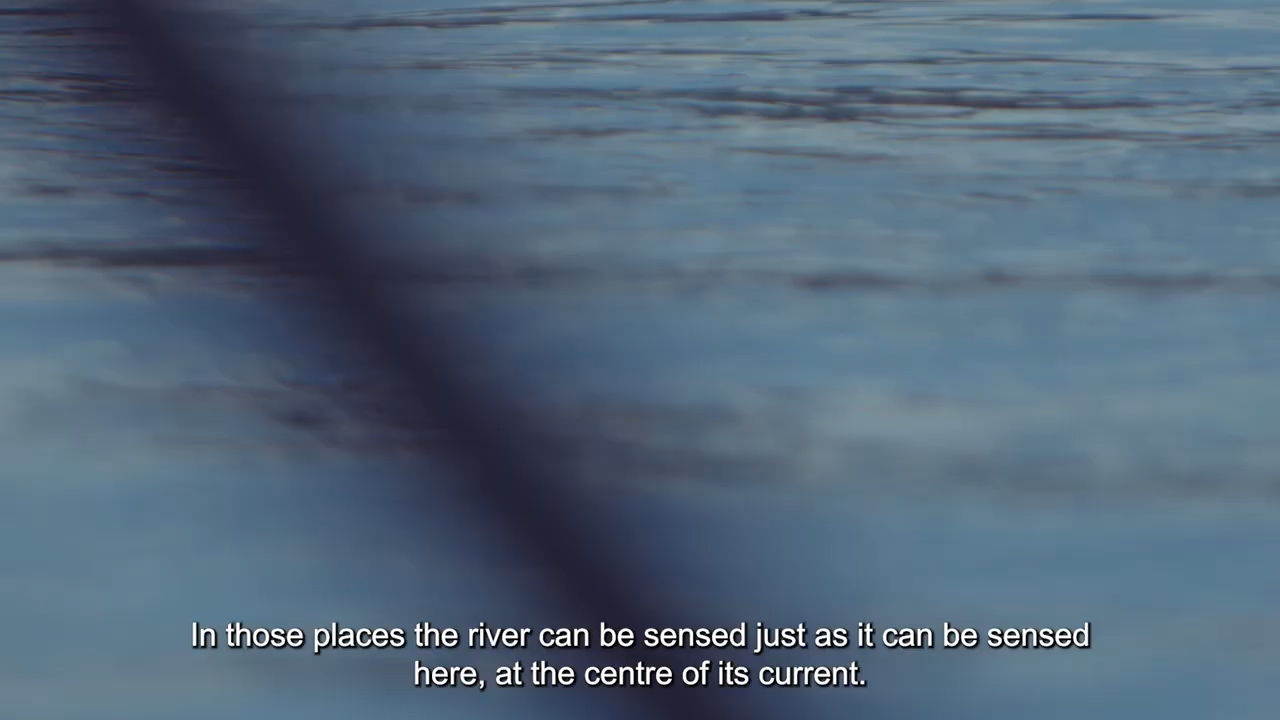 In those places the river can be sensed just as it can be sensed
here, at the centre of its current.